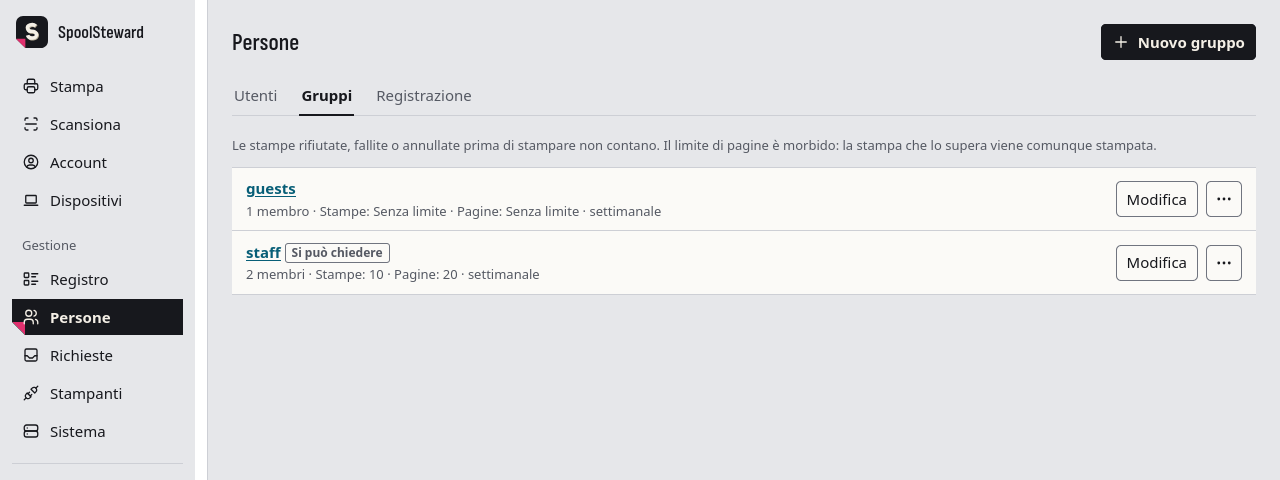 SpoolSteward
Stampa
Scansiona
Account
Dispositivi
Gestione
Registro
Persone
Richieste
Stampanti
Sistema
Persone
Nuovo gruppo
Utenti Gruppi Registrazione
Le stampe rifiutate, fallite o annullate prima di stampare non contano. Il limite di pagine è morbido: la stampa che lo supera viene comunque stampata.
guests
1 membro · Stampe: Senza limite · Pagine: Senza limite · settimanale
Modifica
staff Si può chiedere
2 membri · Stampe: 10 · Pagine: 20 · settimanale
Modifica